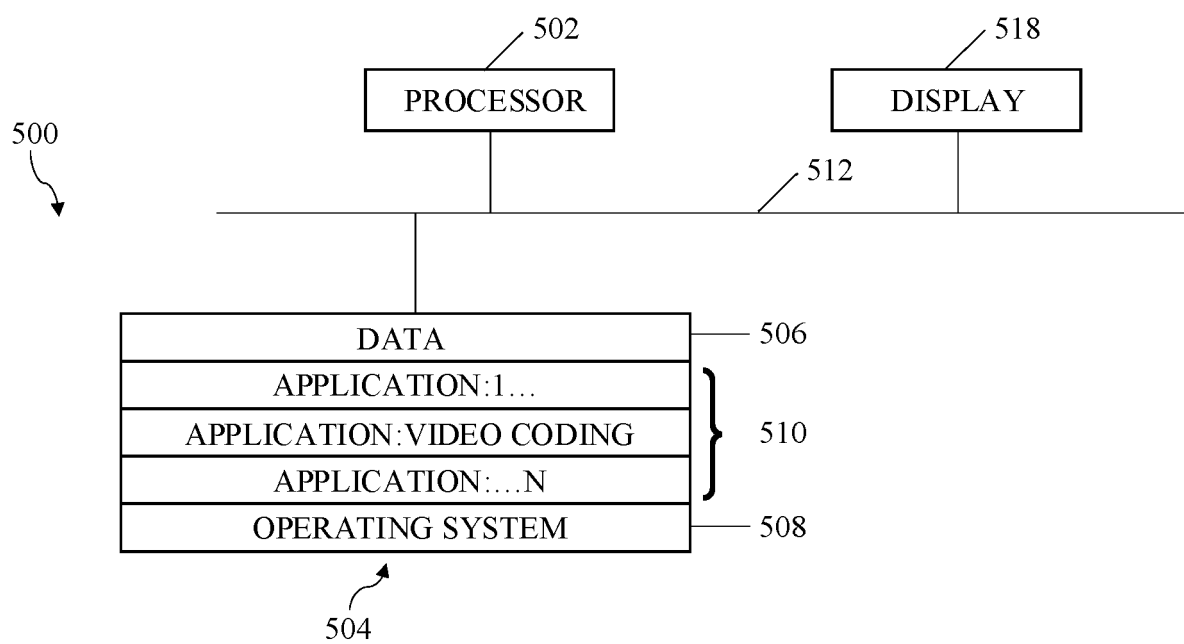 502
518
PROCESSOR
DISPLAY
500
512
DATA
506
APPLICATION:1...
APPLICATION:VIDEO CODING
510
APPLICATION:...N
OPERATING SYSTEM
508
504